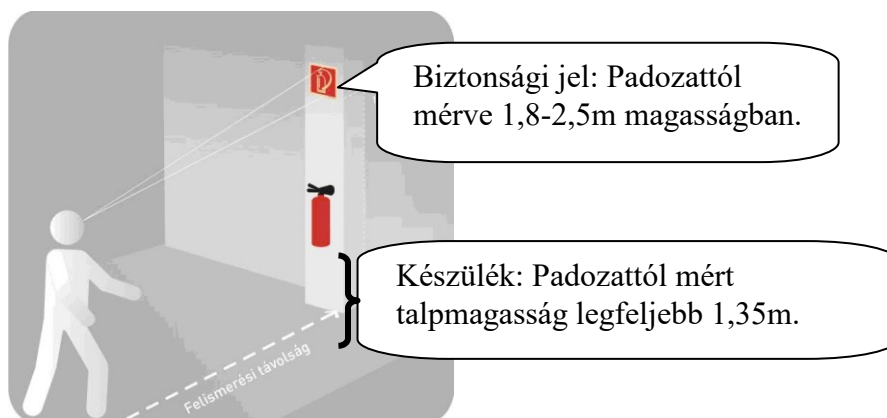 Biztonsági jel: Padozattól
mérve 1,8-2,5m magasságban.
Készülék: Padozattól mért
talpmagasság legfeljebb 1,35m.
Felismerési távolság